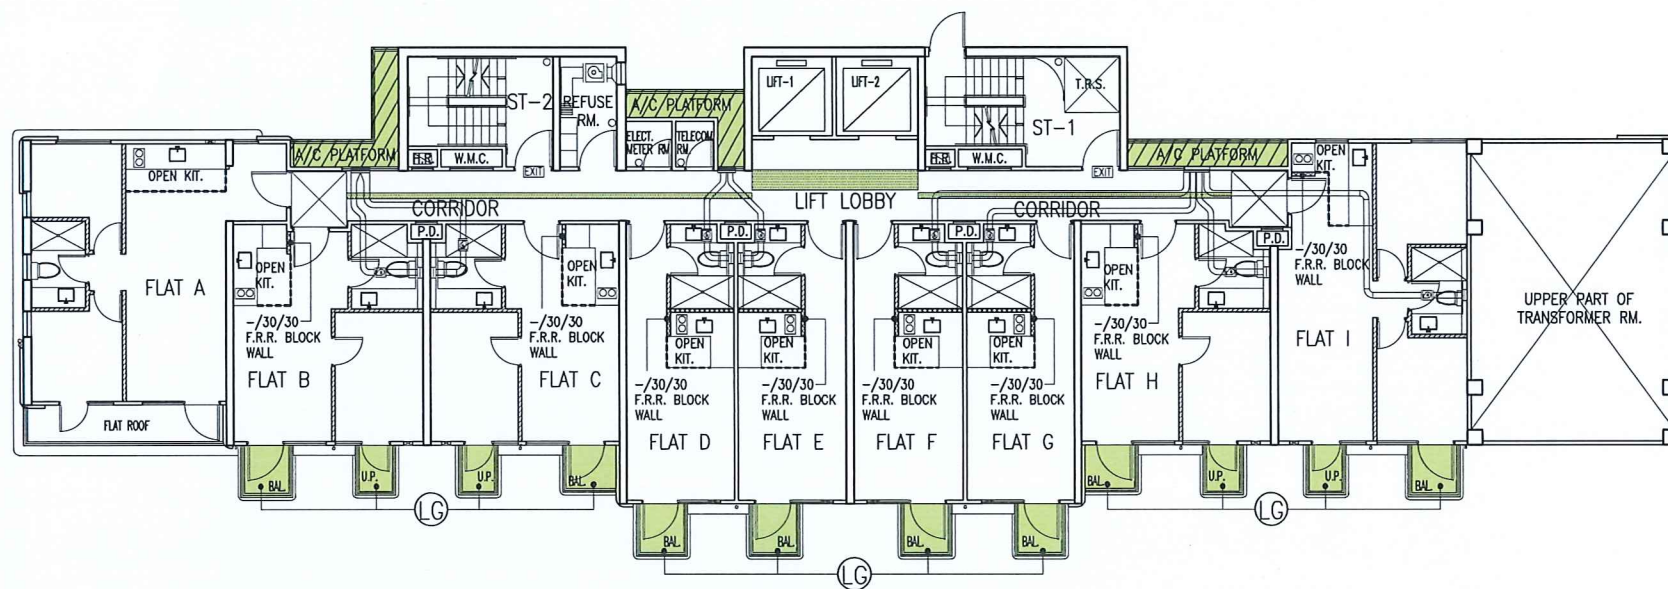 LIFT-1
LIFT-2
T.R.S.
ST-2
REFUSE
RM.
A/C PLATFORM
ST-1
ELECT.
METER RM
TELECOM
RM.
A/C PLATFORM
H.R.
W.M.C.
H.R.
W.M.C.
A/C PLATFORM
OPEN
KIT.
EXIT
EXIT
OPEN KIT.
CORRIDOR
LIFT LOBBY
CORRIDOR
P.D.
P.D.
P.D.
P.D.
OPEN
KIT.
OPEN
KIT.
OPEN
KIT.
-/30/30
F.R.R. BLOCK
WALL
FLAT A
UPPER PART OF
TRANSFORMER RM.
-/30/30
F.R.R. BLOCK
WALL
-/30/30
F.R.R. BLOCK
WALL
-/30/30
F.R.R. BLOCK
WALL
OPEN
KIT.
OPEN
KIT.
OPEN
KIT.
OPEN
KIT.
FLAT I
FLAT B
FLAT C
FLAT H
-/30/30
F.R.R. BLOCK
WALL
-/30/30
F.R.R. BLOCK
WALL
-/30/30
F.R.R. BLOCK
WALL
-/30/30
F.R.R. BLOCK
WALL
FLAT ROOF
FLAT D
FLAT E
FLAT F
FLAT G
BAL.
U.P.
U.P.
BAL.
BAL.
U.P.
U.P.
BAL.
LG
LG
BAL.
BAL.
BAL.
BAL.
LG